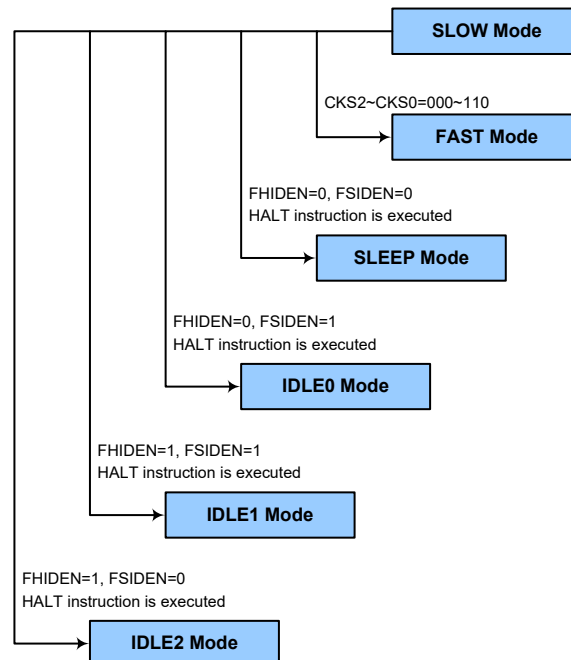 SLOW Mode
CKS2~CKS0=000~110
FAST Mode
FHIDEN=0, FSIDEN=0
HALT instruction is executed
SLEEP Mode
FHIDEN=0, FSIDEN=1
HALT instruction is executed
IDLE0 Mode
FHIDEN=1, FSIDEN=1
HALT instruction is executed
IDLE1 Mode
FHIDEN=1, FSIDEN=0
HALT instruction is executed
IDLE2 Mode